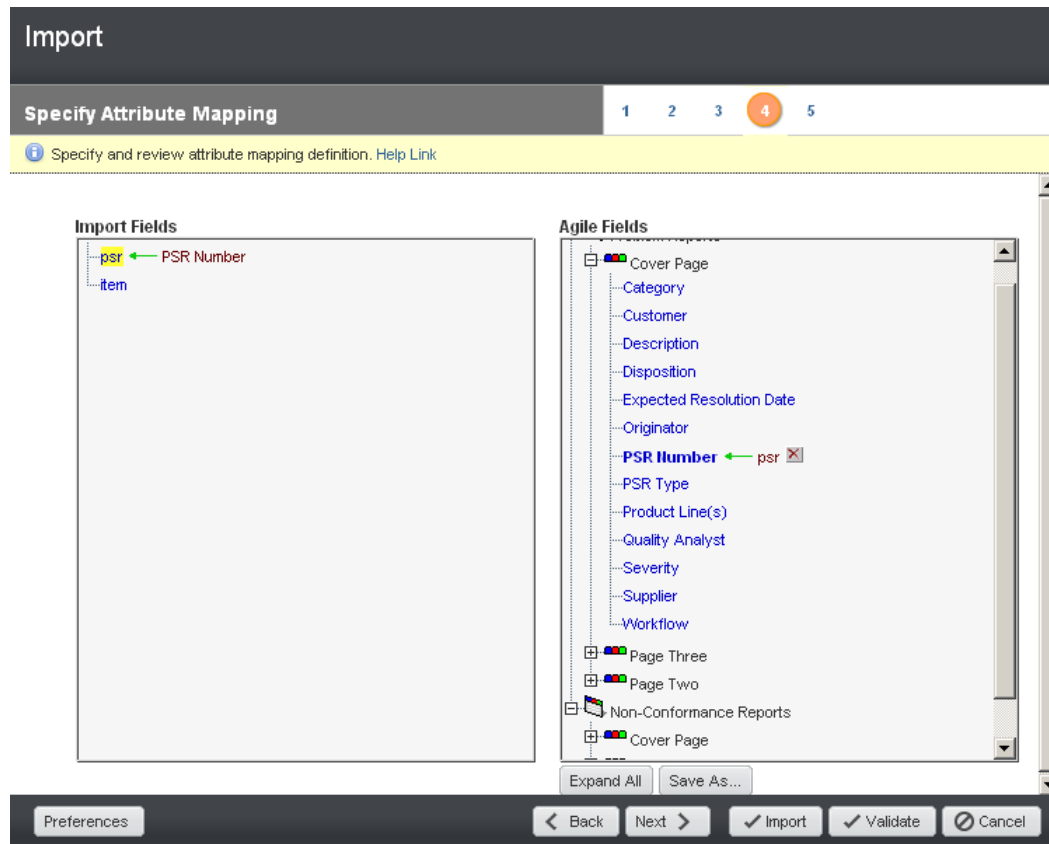 Import
Specify Attribute Mapping
1 2 3 4 5
Specify and review attribute mapping definition. Help Link
Import Fields
psr PSR Number
item
Agile Fields
Problem Reports
Cover Page
Category
Customer
Description
Disposition
Expected Resolution Date
Originator
PSR Number psr
PSR Type
Product Line(s)
Quality Analyst
Severity
Supplier
Workflow
Page Three
Page Two
Non-Conformance Reports
Cover Page
Expand All Save As...
Preferences Back Next Import Validate Cancel